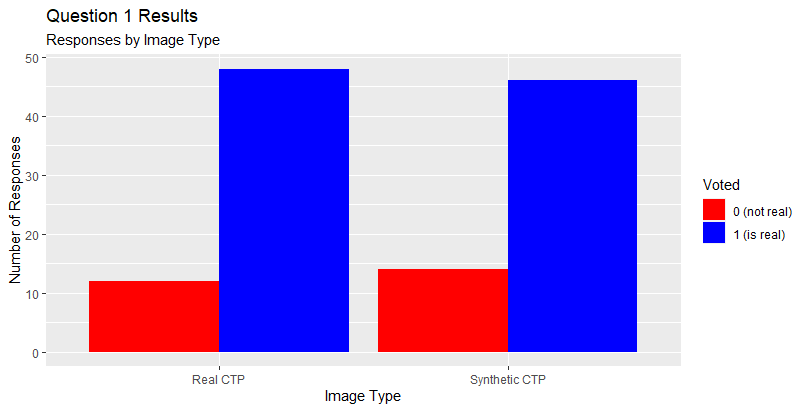 Question 1 Results
Responses by Image Type
50
40
30
20
10
0
Number of Responses
Real CTP
Synthetic CTP
Image Type
Voted
0 (not real)
1 (is real)